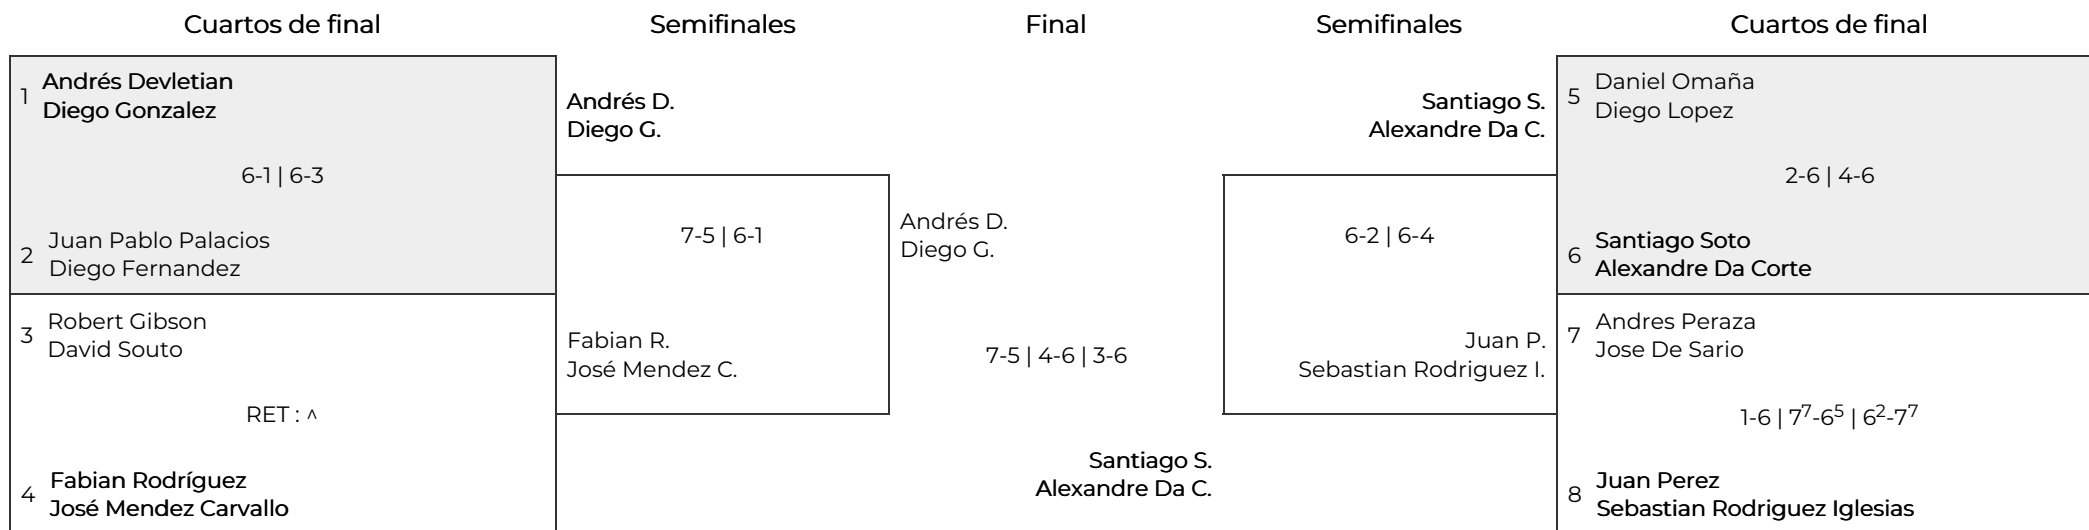 Cuartos de final
Semifinales
Final
Semifinales
Cuartos de final
1
Andrés Devletian
Diego Gonzalez
6-1 | 6-3
2
Juan Pablo Palacios
Diego Fernandez
3
Robert Gibson
David Souto
RET : ^
4
Fabian Rodríguez
José Mendez Carvallo
Andrés D.
Diego G.
7-5 | 6-1
Fabian R.
José Mendez C.
Andrés D.
Diego G.
7-5 | 4-6 | 3-6
Santiago S.
Alexandre Da C.
Santiago S.
Alexandre Da C.
6-2 | 6-4
Juan P.
Sebastian Rodriguez I.
5
Daniel Omaña
Diego Lopez
2-6 | 4-6
6
Santiago Soto
Alexandre Da Corte
7
Andres Peraza
Jose De Sario
1-6 | 7⁷-6⁵ | 6²-7⁷
8
Juan Perez
Sebastian Rodriguez Iglesias